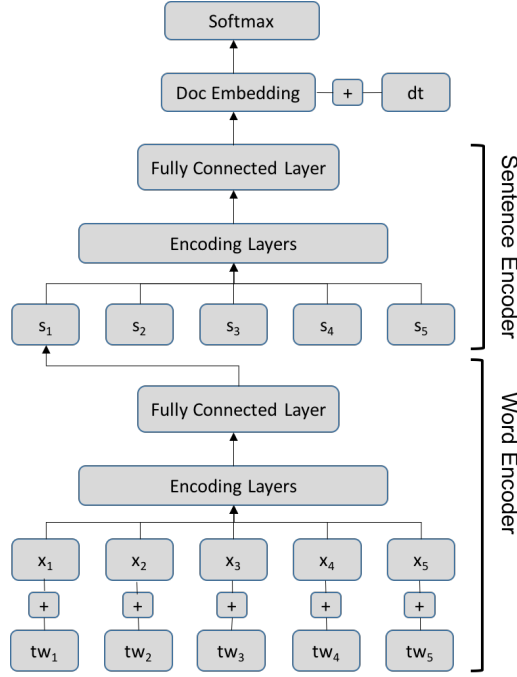 Softmax
Doc Embedding + dt
Fully Connected Layer
Encoding Layers
s1 s2 s3 s4 s5
Sentence Encoder
Fully Connected Layer
Encoding Layers
x1 x2 x3 x4 x5
+ + + + +
tw1 tw2 tw3 tw4 tw5
Word Encoder